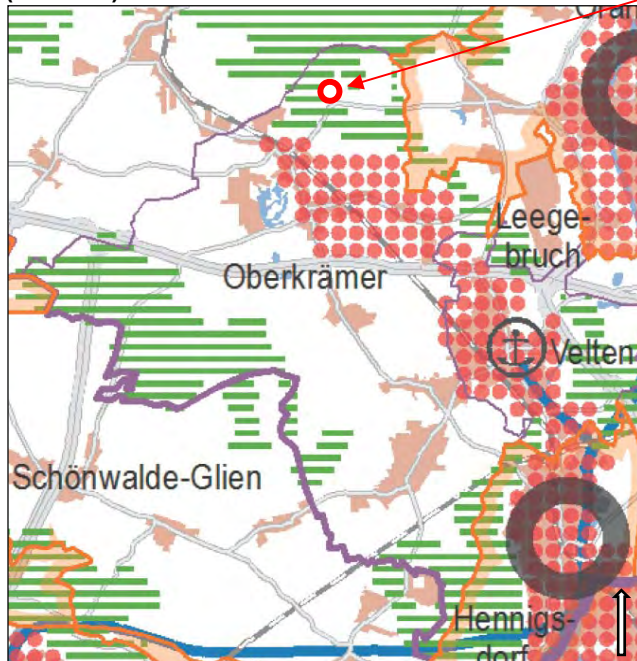 Leege-
bruch
Oberkrämer
Velten
Schönwalde-Glien
Hennigs-
dorf